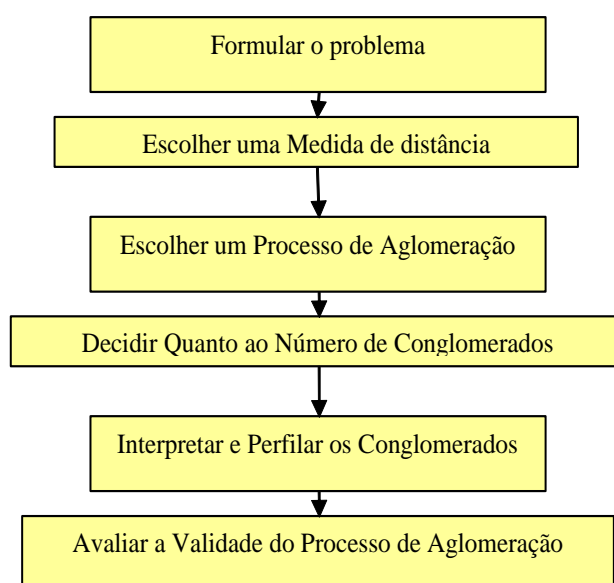 Formular o problema
Escolher uma Medida de distância
Escolher um Processo de Aglomeração
Decidir Quanto ao Número de Conglomerados
Interpretar e Perfilar os Conglomerados
Avaliar a Validade do Processo de Aglomeração